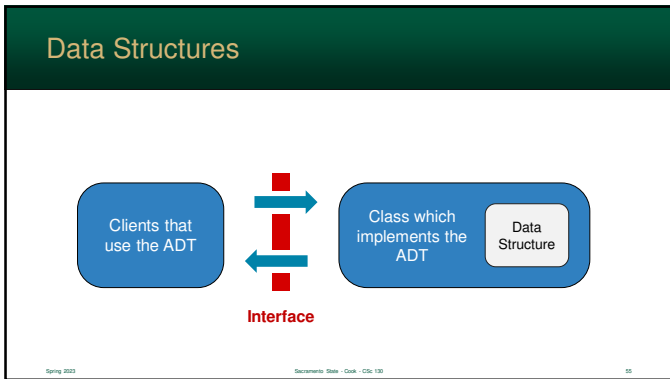 Data Structures
Clients that
use the ADT
Class which
implements the
ADT
Data
Structure
Interface
Spring 2023
Sacramento State - Cook - CSc 130
55